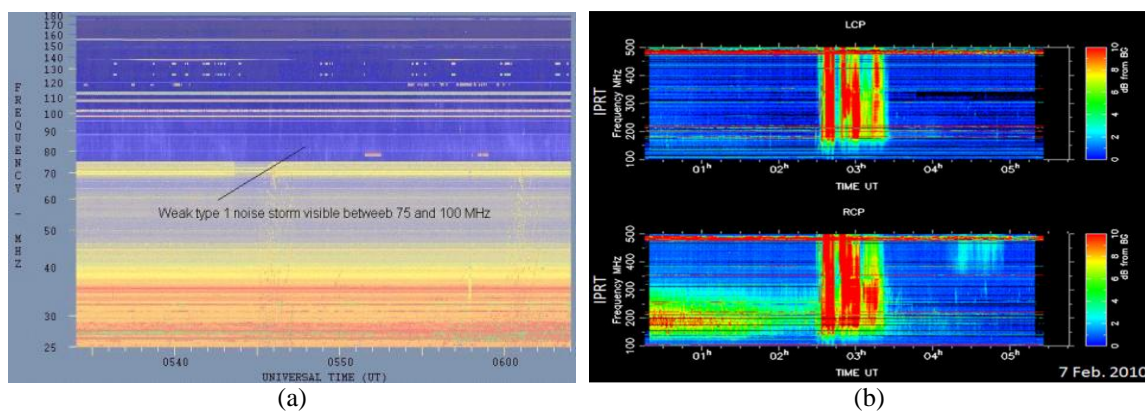 180
170
160
150
140
130
120
110
100
90
80
70
60
50
40
30
25
FREQUENCY – MHZ
Weak type 1 noise storm visible betweeb 75 and 100 MHz
0540
0550
0600
UNIVERSAL TIME (UT)
(a)
LCP
IPRT
Frequency MHz
500
400
300
200
100
01h
02h
03h
04h
05h
TIME UT
10
8
6
4
2
0
dB from BG
RCP
IPRT
Frequency MHz
500
400
300
200
100
01h
02h
03h
04h
05h
TIME UT
10
8
6
4
2
0
dB from BG
7 Feb. 2010
(b)